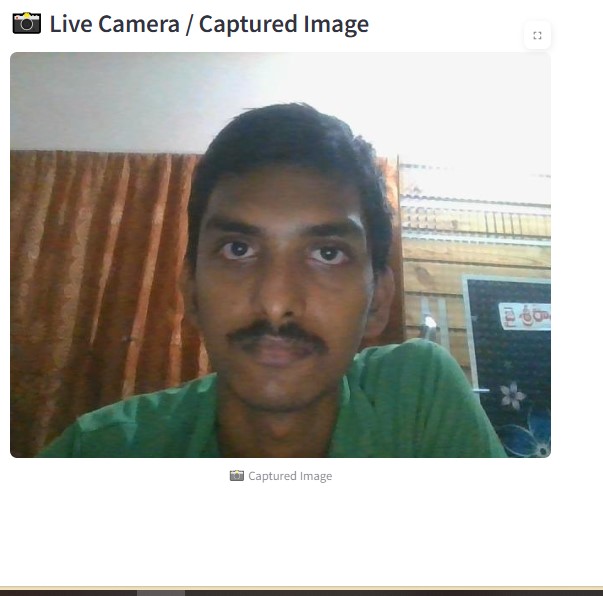 Live Camera / Captured Image
జై శ్రీరా
Captured Image